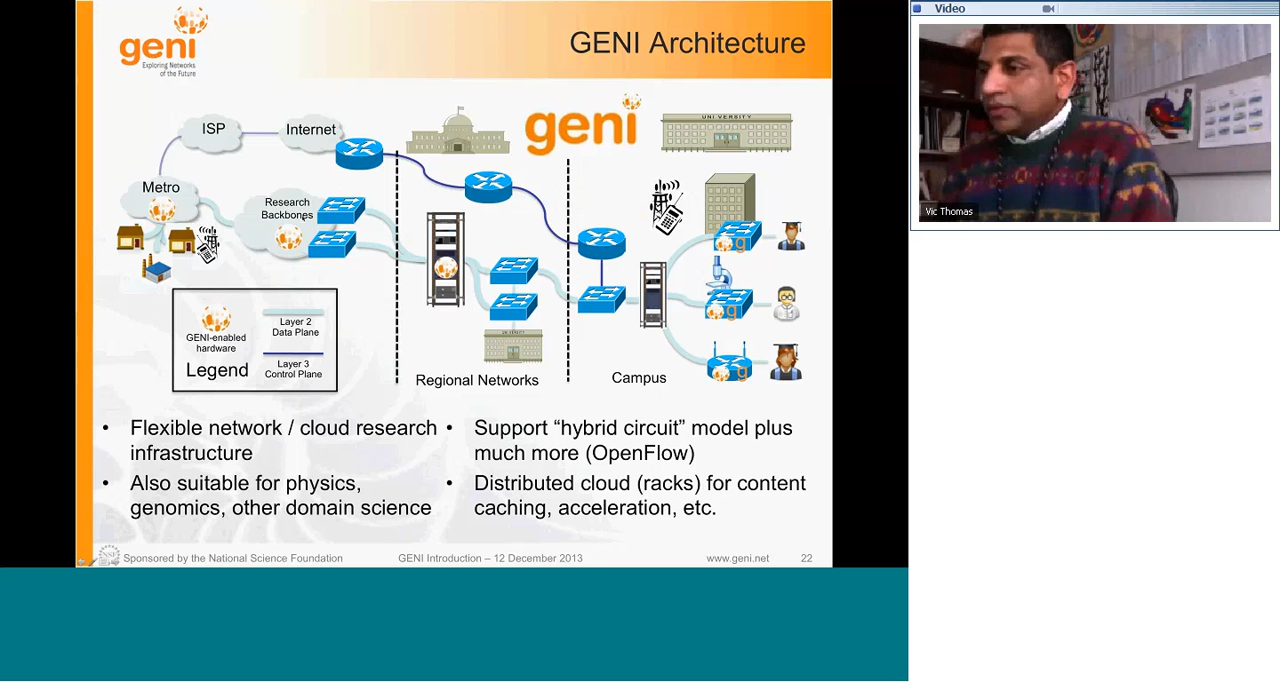 geni
Exploring Networks
of the Future
GENI Architecture
ISP
Internet
geni
UNIVERSITY
Metro
Research
Backbones
GENI-enabled
hardware
Legend
Layer 2
Data Plane
Layer 3
Control Plane
Regional Networks
Campus
g
g
g
• Flexible network / cloud research
infrastructure
• Also suitable for physics,
genomics, other domain science
• Support “hybrid circuit” model plus
much more (OpenFlow)
• Distributed cloud (racks) for content
caching, acceleration, etc.
NSF
Sponsored by the National Science Foundation
GENI Introduction – 12 December 2013
www.geni.net
22
Video
Vic Thomas